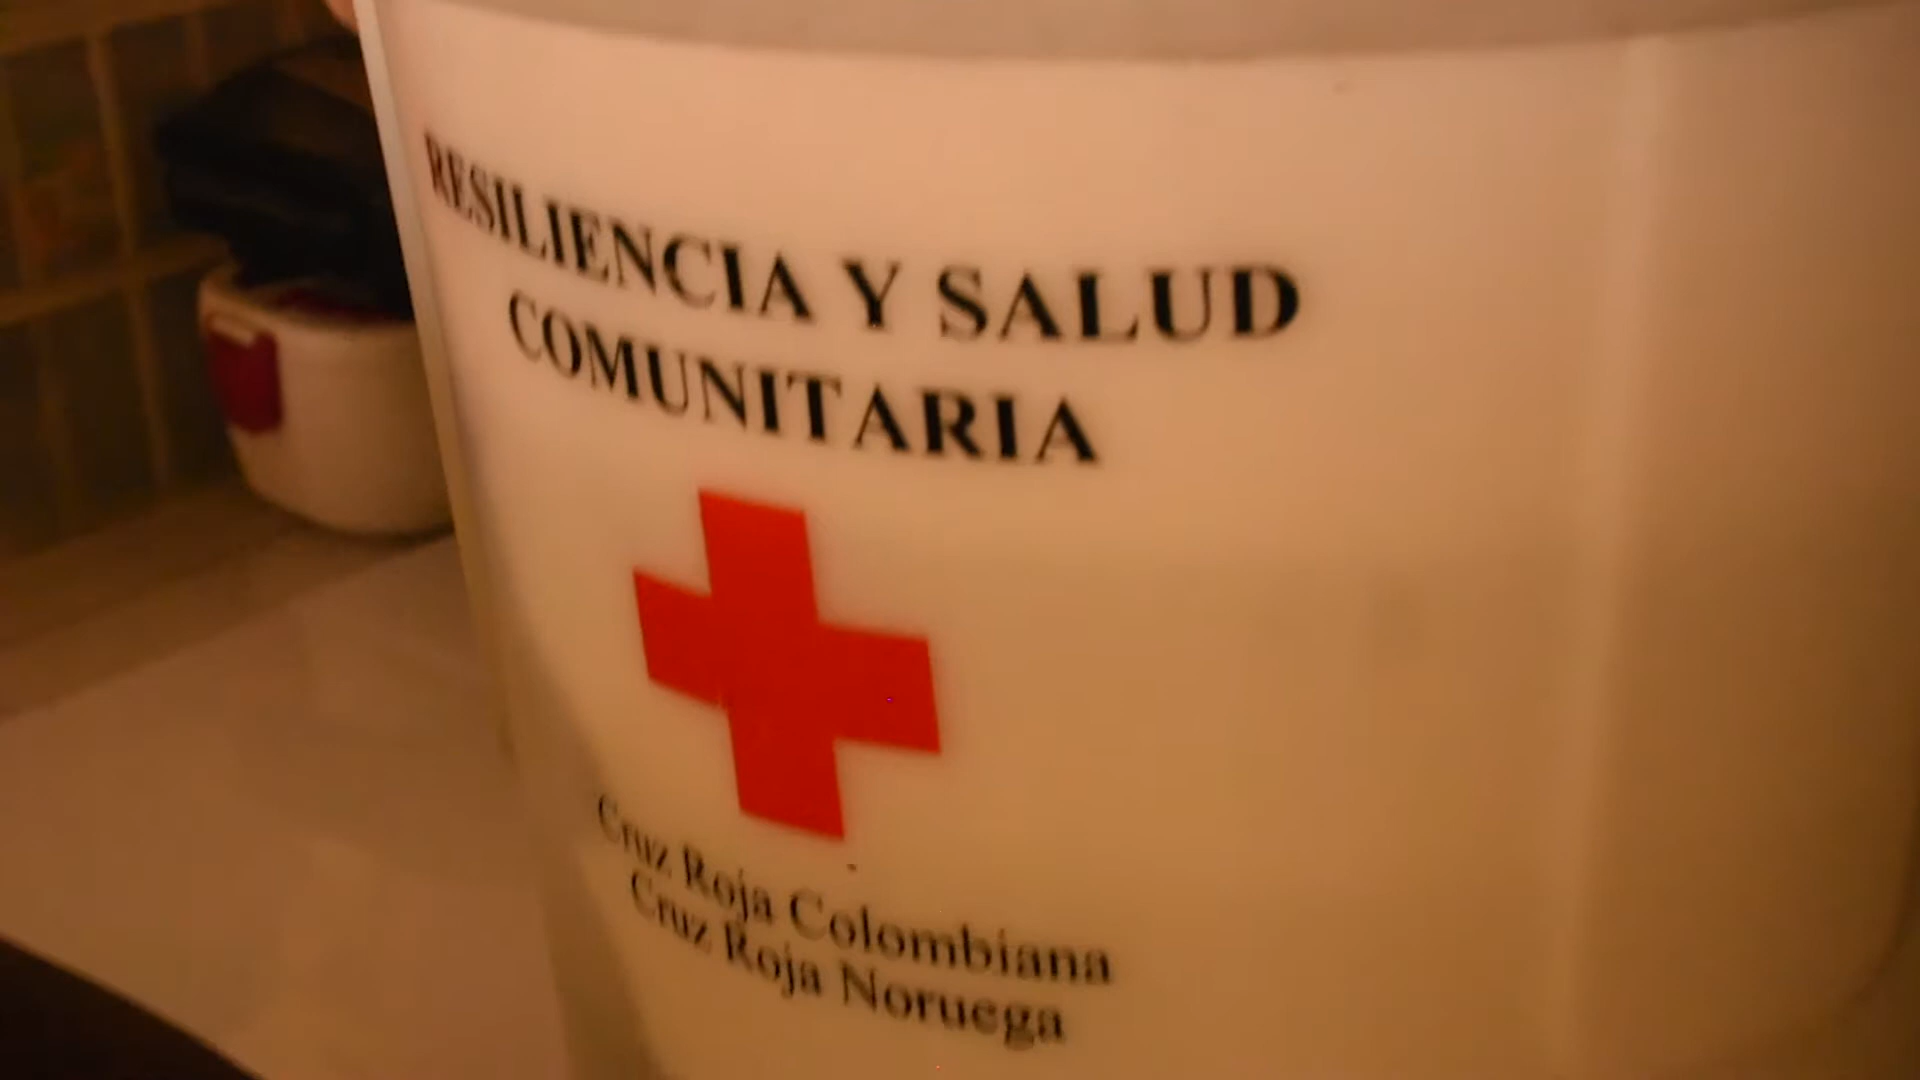 RESILIENCIA Y SALUD
COMUNITARIA
Cruz Roja Colombiana
Cruz Roja Noruega